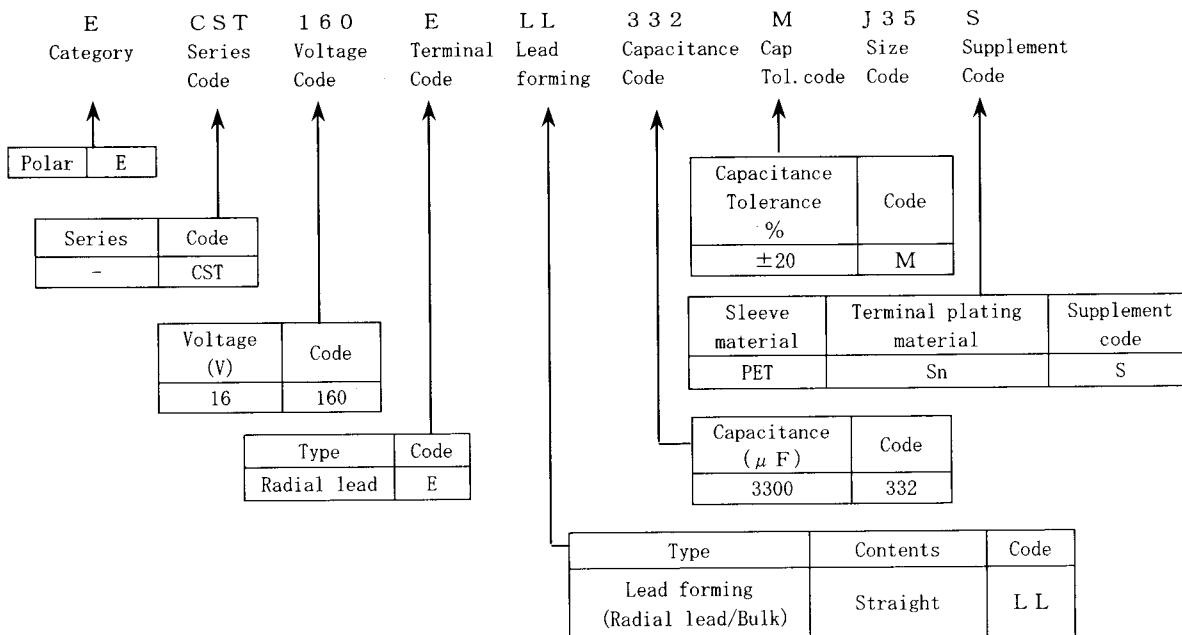 E CST 160 E LL 332 M J35 S
Category Series Voltage Terminal Lead Capacitance Cap Size Supplement
Code Code Code forming Code Tol.code Code Code
Polar E
Capacitance
Tolerance Code
%
±20 M
Series Code
- CST
Sleeve Terminal plating Supplement
material material code
PET Sn S
Voltage Code
(V)
16 160
Capacitance Code
(μF)
3300 332
Type Code
Radial lead E
Type Contents Code
Lead forming Straight LL
(Radial lead/Bulk)